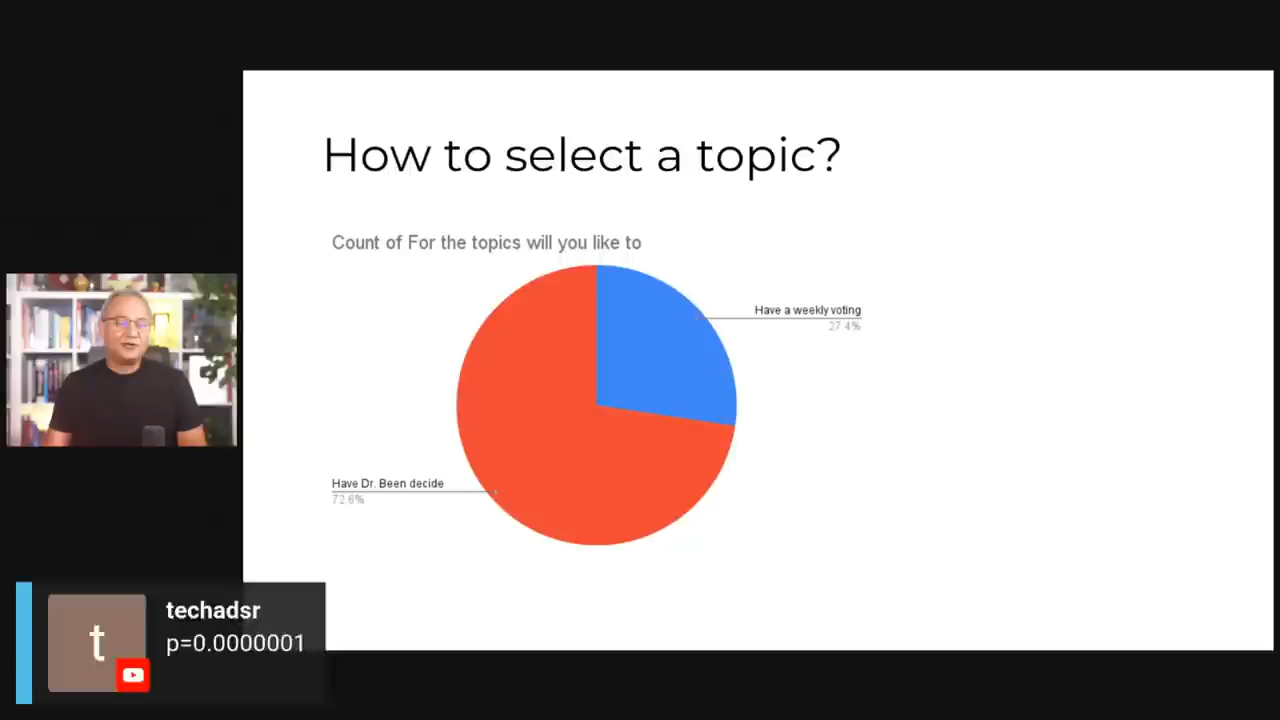 How to select a topic?
Count of For the topics will you like to
Have a weekly voting
27.4%
Have Dr. Been decide
72.6%
t
techadsr
p=0.0000001